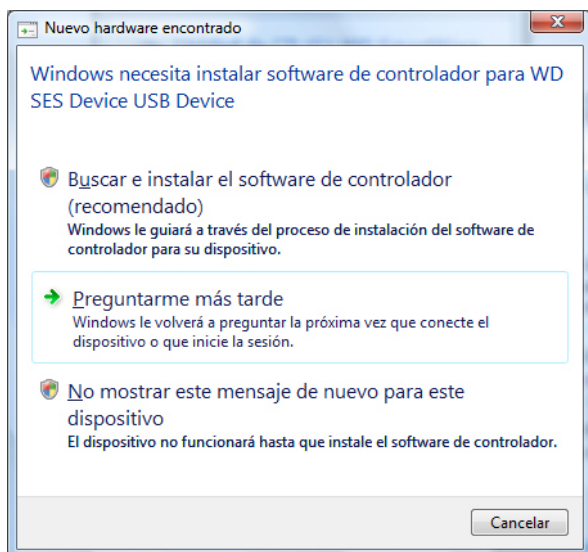 Nuevo hardware encontrado
Windows necesita instalar software de controlador para WD
SES Device USB Device
Buscar e instalar el software de controlador
(recomendado)
Windows le guiará a través del proceso de instalación del software de
controlador para su dispositivo.
Preguntarme más tarde
Windows le volverá a preguntar la próxima vez que conecte el
dispositivo o que inicie la sesión.
No mostrar este mensaje de nuevo para este
dispositivo
El dispositivo no funcionará hasta que instale el software de controlador.
Cancelar